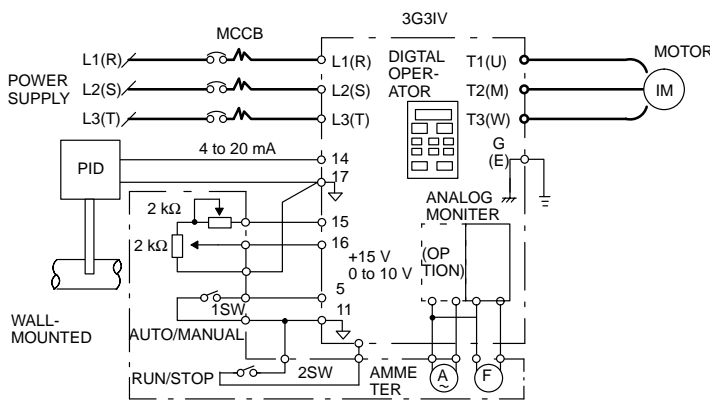 3G3IV
MCCB
L1(R)
L1(R)
DIGTAL
OPER-
ATOR
T1(U)
MOTOR
POWER
SUPPLY
L2(S)
L2(S)
T2(M)
IM
L3(T)
L3(T)
T3(W)
G
(E)
PID
4 to 20 mA
14
17
ANALOG
MONITER
2 kΩ
15
2 kΩ
16
+15 V
0 to 10 V
(OP
TION)
5
1SW
11
WALL-
MOUNTED
AUTO/MANUAL
RUN/STOP
2SW
AMME
TER
A
~
F